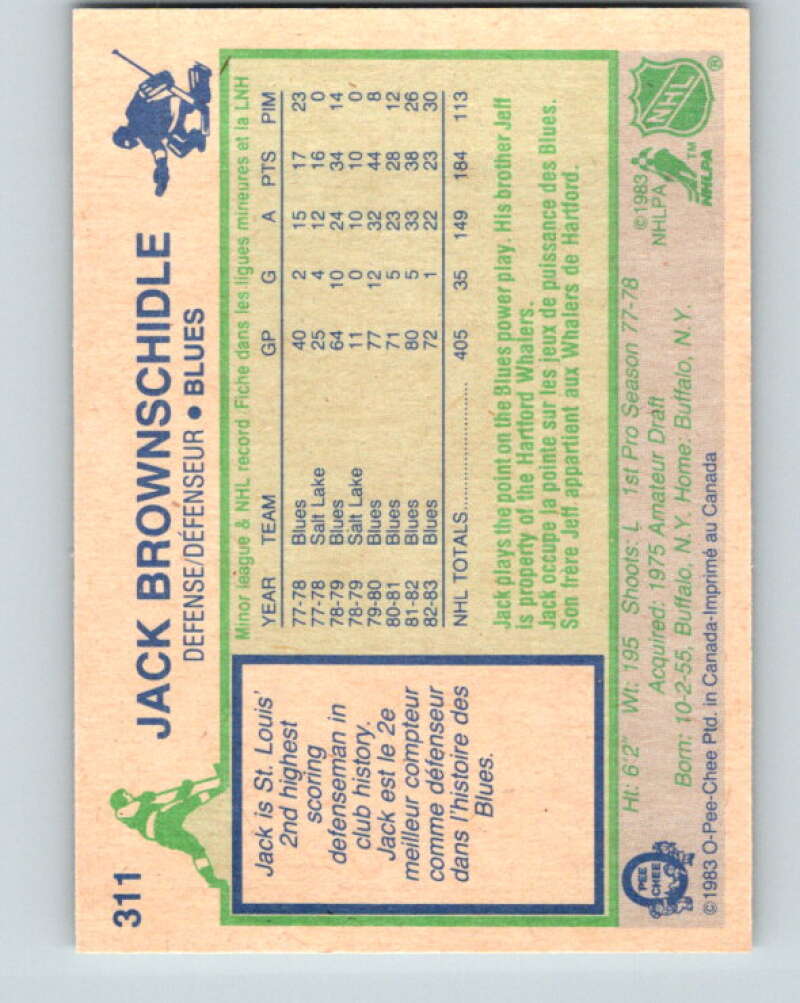 311
JACK BROWNSCHIDLE
DEFENSE/DÉFENSEUR • BLUES
Jack is St. Louis'
2nd highest
scoring
defenseman in
club history.
Jack est le 2e
meilleur compteur
comme défenseur
dans l'histoire des
Blues.
Minor league & NHL record Fiche dans les ligues mineures et la LNH
YEAR TEAM GP G A PTS PIM
77-78 Blues 40 2 15 17 23
77-78 Salt Lake 25 4 12 16 0
78-79 Blues 64 10 24 34 14
78-79 Salt Lake 11 0 10 10 0
79-80 Blues 77 12 32 44 8
80-81 Blues 71 5 23 28 12
81-82 Blues 80 5 33 38 26
82-83 Blues 72 1 22 23 30
NHL TOTALS 405 35 149 184 113
Jack plays the point on the Blues power play. His brother Jeff
is property of the Hartford Whalers.
Jack occupe la pointe sur les jeux de puissance des Blues.
Son frère Jeff appartient aux Whalers de Hartford.
PEE
CHEE
Ht: 6'2" Wt: 195 Shoots: L 1st Pro Season 77-78
Acquired: 1975 Amateur Draft
Born: 10-2-55, Buffalo, N.Y. Home: Buffalo, N.Y.
©1983
NHLPA
NHLPA™
NHL®
©1983 O-Pee-Chee Ptd. in Canada-Imprimé au Canada